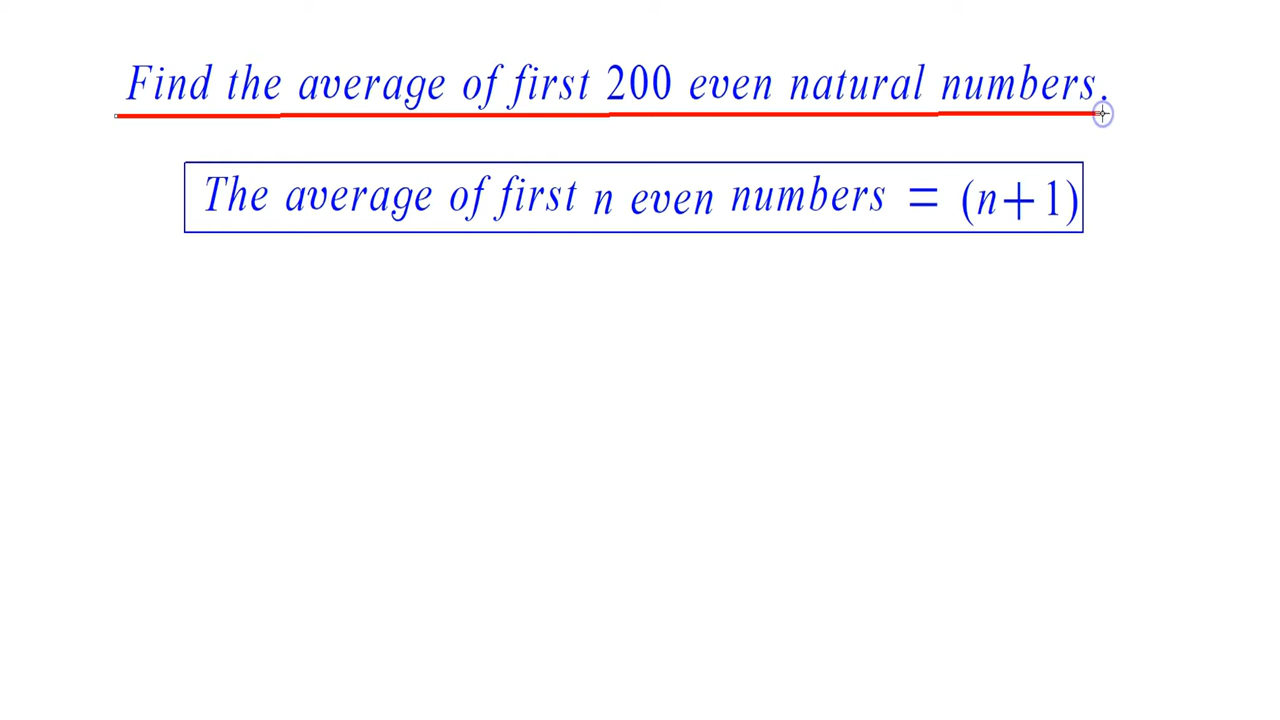 Find the average of first 200 even natural numbers.
The average of first n even numbers = (n+1)